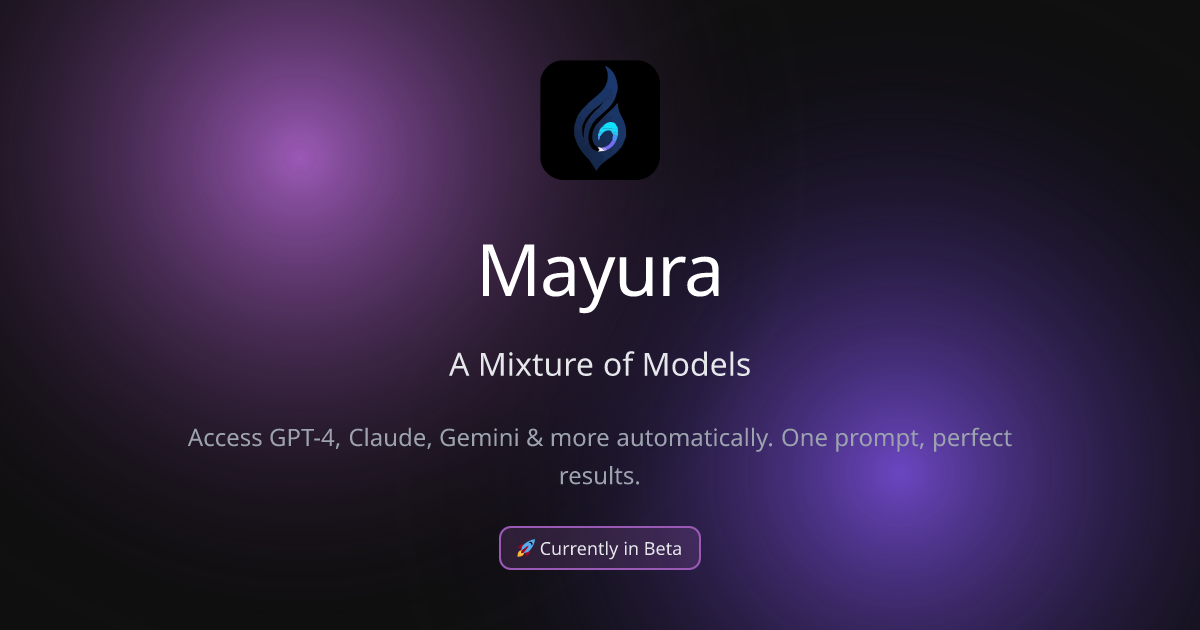 Mayura
A Mixture of Models
Access GPT-4, Claude, Gemini & more automatically. One prompt, perfect
results.
🚀 Currently in Beta